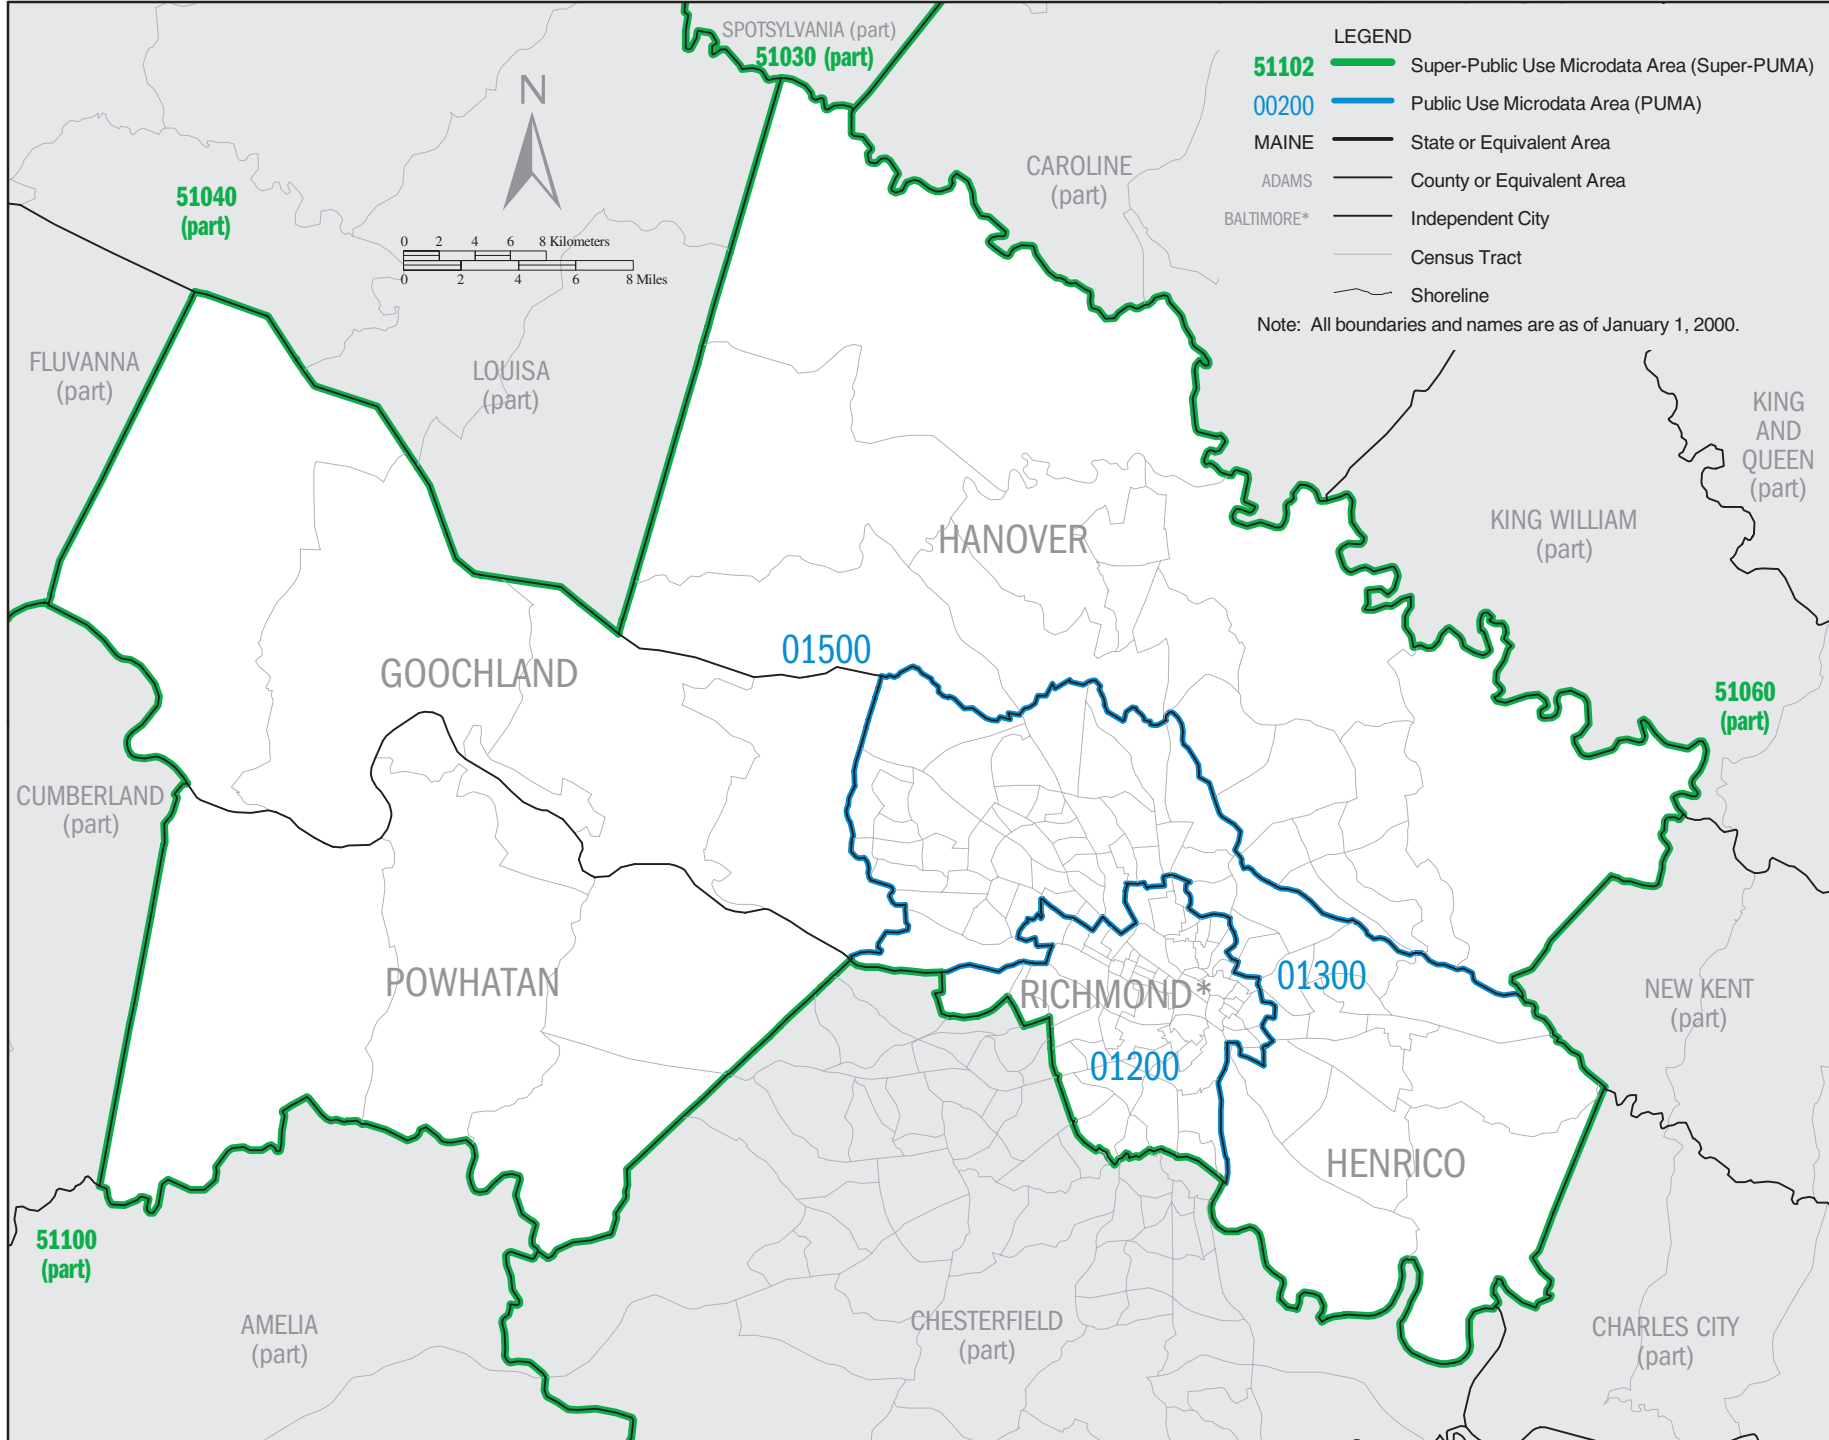 SPOTSYLVANIA (part)
51030 (part)
LEGEND
51102 Super-Public Use Microdata Area (Super-PUMA)
00200 Public Use Microdata Area (PUMA)
MAINE State or Equivalent Area
ADAMS County or Equivalent Area
BALTIMORE* Independent City
Census Tract
Shoreline
Note: All boundaries and names are as of January 1, 2000.
N
0 2 4 6 8 Kilometers
0 2 4 6 8 Miles
CAROLINE
(part)
51040
(part)
FLUVANNA
(part)
LOUISA
(part)
KING
AND
QUEEN
(part)
KING WILLIAM
(part)
HANOVER
01500
GOOCHLAND
51060
(part)
CUMBERLAND
(part)
POWHATAN
RICHMOND*
01300
NEW KENT
(part)
01200
HENRICO
51100
(part)
AMELIA
(part)
CHESTERFIELD
(part)
CHARLES CITY
(part)